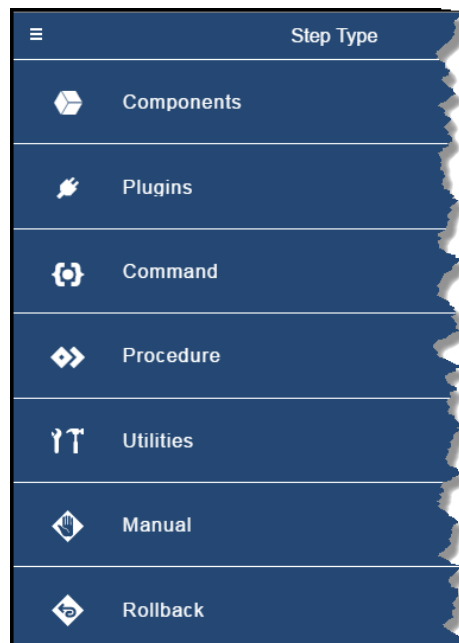 Step Type
Components
Plugins
Command
Procedure
Utilities
Manual
Rollback